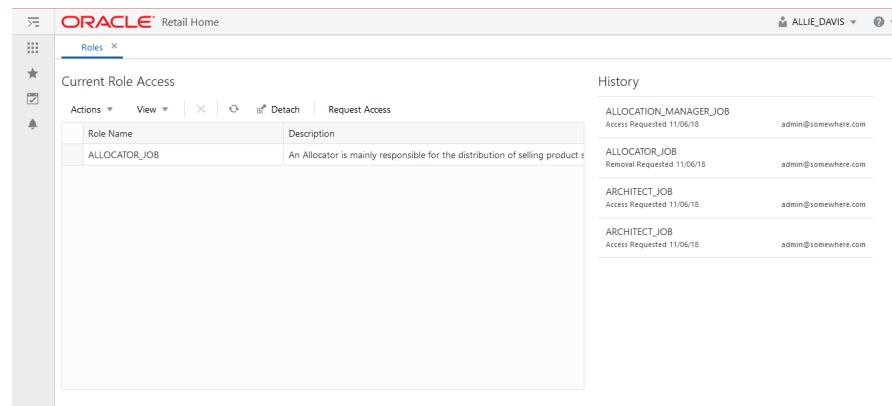 ORACLE® Retail Home
ALLIE_DAVIS
Roles ×
Current Role Access
Actions View Detach Request Access
Role Name Description
ALLOCATOR_JOB An Allocator is mainly responsible for the distribution of selling product s
History
ALLOCATION_MANAGER_JOB
Access Requested 11/06/18 admin@somewhere.com
ALLOCATOR_JOB
Removal Requested 11/06/18 admin@somewhere.com
ARCHITECT_JOB
Access Requested 11/06/18 admin@somewhere.com
ARCHITECT_JOB
Access Requested 11/06/18 admin@somewhere.com